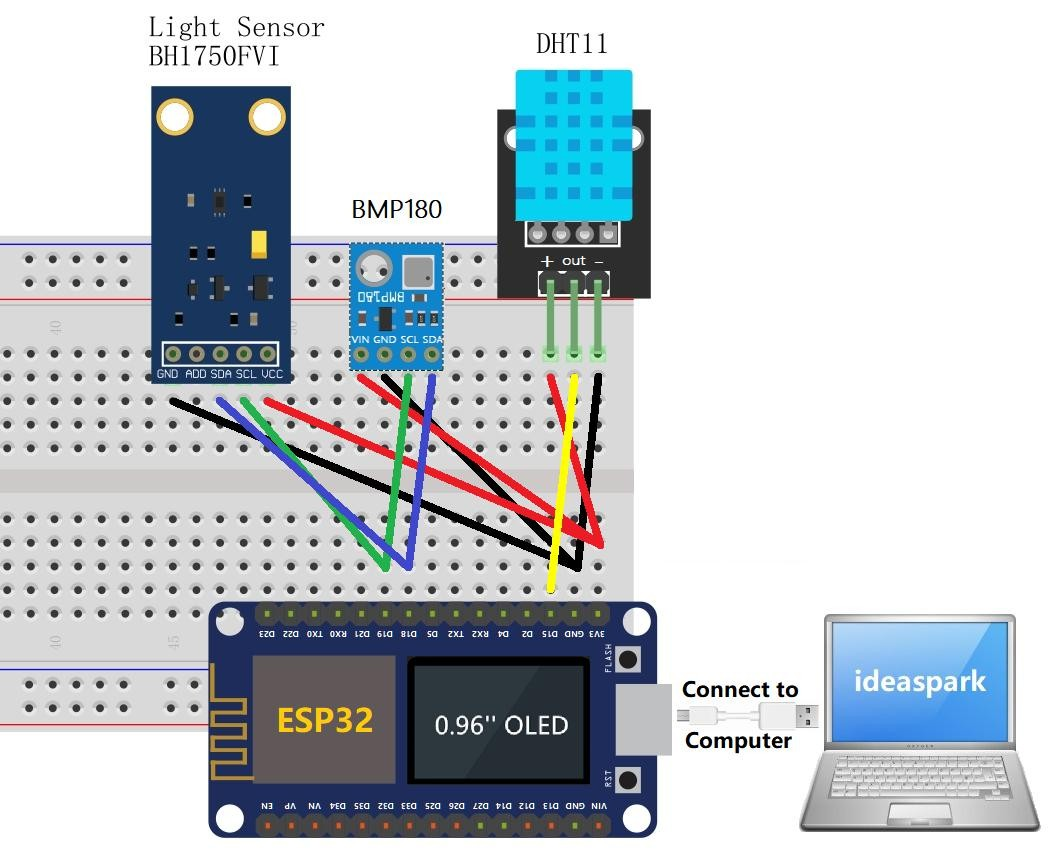 Light Sensor
BH1750FVI
DHT11
BMP180
+ out -
BMP180
VIN GND SCL SDA
40
50
GND ADD SDA SCL VCC
40
45
D23 D22 TX0 RX0 D21 D19 D18 D5 TX2 RX2 D4 D2 D15 GND 3V3
FLASH
ESP32
0.96'' OLED
RST
EN VP VN D34 D35 D32 D33 D25 D26 D27 D14 D12 D13 GND VIN
Connect to
Computer
ideaspark